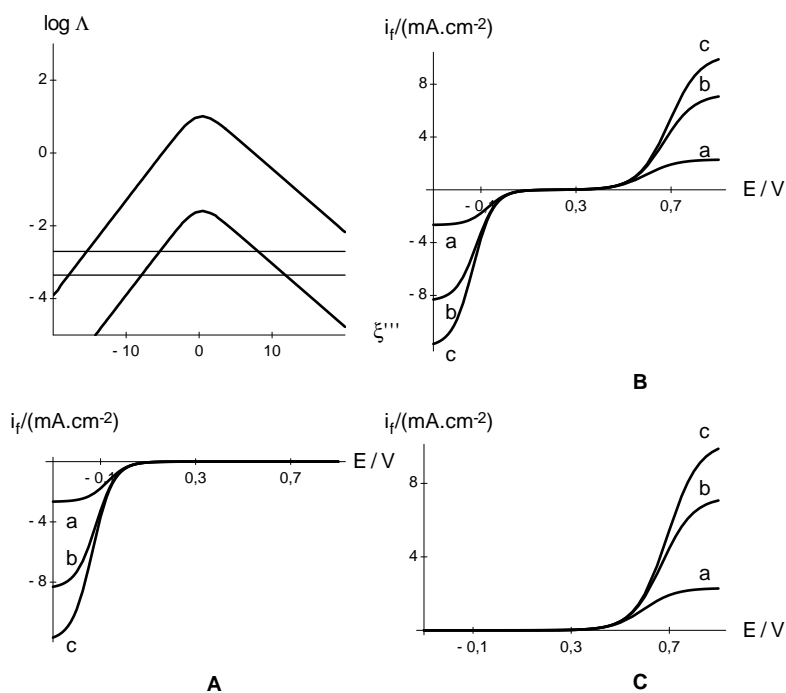 log Λ
2
0
- 2
- 4
- 10
0
10
ξ'''
i_f/(mA.cm-2)
c
b
a
8
4
E / V
- 0,1
0,3
0,7
- 4
- 8
a
b
c
B
i_f/(mA.cm-2)
E / V
- 0,1
0,3
0,7
- 4
- 8
a
b
c
A
i_f/(mA.cm-2)
c
b
a
8
4
E / V
- 0,1
0,3
0,7
C